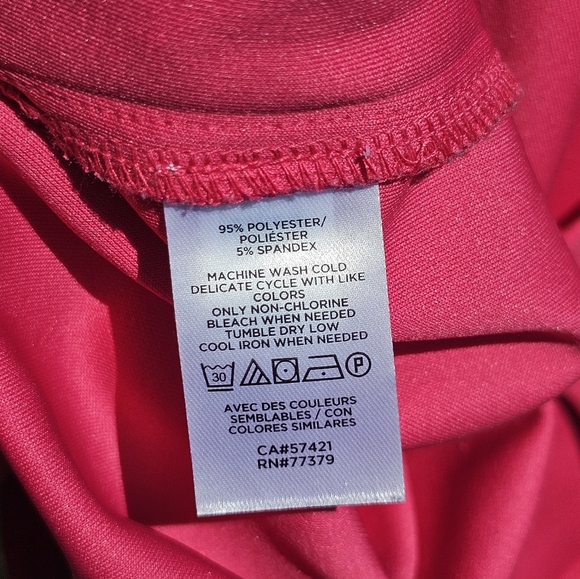 95% POLYESTER/
POLIÉSTER
5% SPANDEX
MACHINE WASH COLD
DELICATE CYCLE WITH LIKE
COLORS
ONLY NON-CHLORINE
BLEACH WHEN NEEDED
TUMBLE DRY LOW
COOL IRON WHEN NEEDED
30 P
AVEC DES COULEURS
SEMBLABLES / CON
COLORES SIMILARES
CA#57421
RN#77379